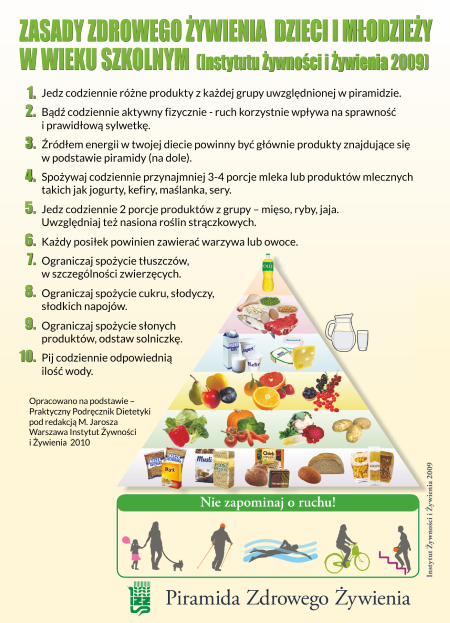 ZASADY ZDROWEGO ŻYWIENIA DZIECI I MŁODZIEŻY
W WIEKU SZKOLNYM (Instytutu Żywności i Żywienia 2009)
1. Jedz codziennie różne produkty z każdej grupy uwzględnionej w piramidzie.
2. Bądź codziennie aktywny fizycznie - ruch korzystnie wpływa na sprawność
i prawidłową sylwetkę.
3. Źródłem energii w twojej diecie powinny być głównie produkty znajdujące się
w podstawie piramidy (na dole).
4. Spożywaj codziennie przynajmniej 3-4 porcje mleka lub produktów mlecznych
takich jak jogurty, kefiry, maślanka, sery.
5. Jedz codziennie 2 porcje produktów z grupy – mięso, ryby, jaja.
Uwzględniaj też nasiona roślin strączkowych.
6. Każdy posiłek powinien zawierać warzywa lub owoce.
7. Ograniczaj spożycie tłuszczów,
w szczególności zwierzęcych.
8. Ograniczaj spożycie cukru, słodyczy,
słodkich napojów.
9. Ograniczaj spożycie słonych
produktów, odstaw solniczkę.
10. Pij codziennie odpowiednią
ilość wody.
Opracowano na podstawie –
Praktyczny Podręcznik Dietetyki
pod redakcją M. Jarosza
Warszawa Instytut Żywności
i Żywienia 2010
Musli
Ryż
Chleb
Nie zapominaj o ruchu!
Instytut Żywności i Żywienia 2009
Piramida Zdrowego Żywienia